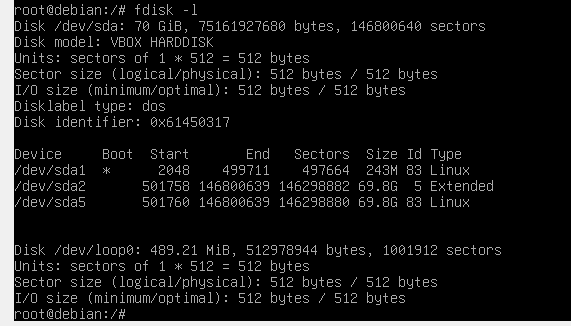 root@debian:/# fdisk -l
Disk /dev/sda: 70 GiB, 75161927680 bytes, 146800640 sectors
Disk model: VBOX HARDDISK
Units: sectors of 1 * 512 = 512 bytes
Sector size (logical/physical): 512 bytes / 512 bytes
I/O size (minimum/optimal): 512 bytes / 512 bytes
Disklabel type: dos
Disk identifier: 0x61450317
Device     Boot  Start       End   Sectors  Size Id Type
/dev/sda1  *      2048    499711    497664  243M 83 Linux
/dev/sda2       501758 146800639 146298882 69.8G  5 Extended
/dev/sda5       501760 146800639 146298880 69.8G 83 Linux
Disk /dev/loop0: 489.21 MiB, 512978944 bytes, 1001912 sectors
Units: sectors of 1 * 512 = 512 bytes
Sector size (logical/physical): 512 bytes / 512 bytes
I/O size (minimum/optimal): 512 bytes / 512 bytes
root@debian:/#